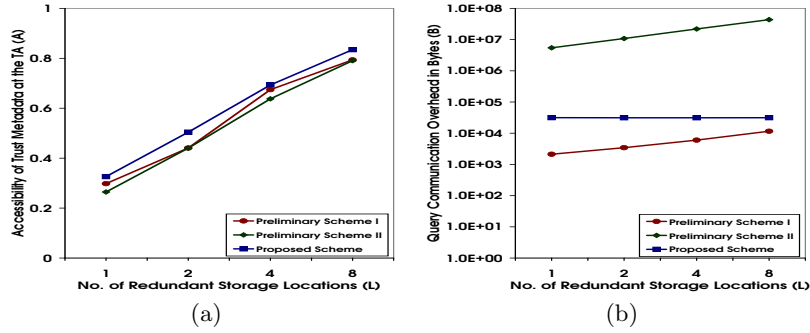 Accessibility of Trust Metadata at the TA (A)
1
0.8
0.6
0.4
0.2
0
1 2 4 8
No. of Redundant Storage Locations (L)
Preliminary Scheme I
Preliminary Scheme II
Proposed Scheme
(a)
Query Communication Overhead in Bytes (B)
1.0E+08
1.0E+07
1.0E+06
1.0E+05
1.0E+04
1.0E+03
1.0E+02
1.0E+01
1.0E+00
1 2 4 8
No. of Redundant Storage Locations (L)
Preliminary Scheme I
Preliminary Scheme II
Proposed Scheme
(b)